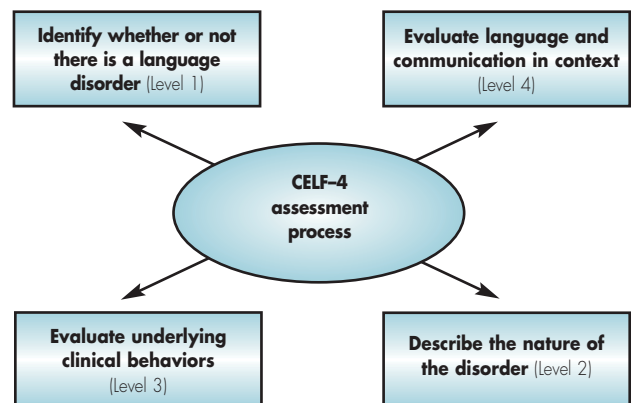 Identify whether or not
there is a language
disorder (Level 1)
Evaluate language and
communication in context
(Level 4)
CELF–4
assessment
process
Evaluate underlying
clinical behaviors
(Level 3)
Describe the nature of
the disorder (Level 2)